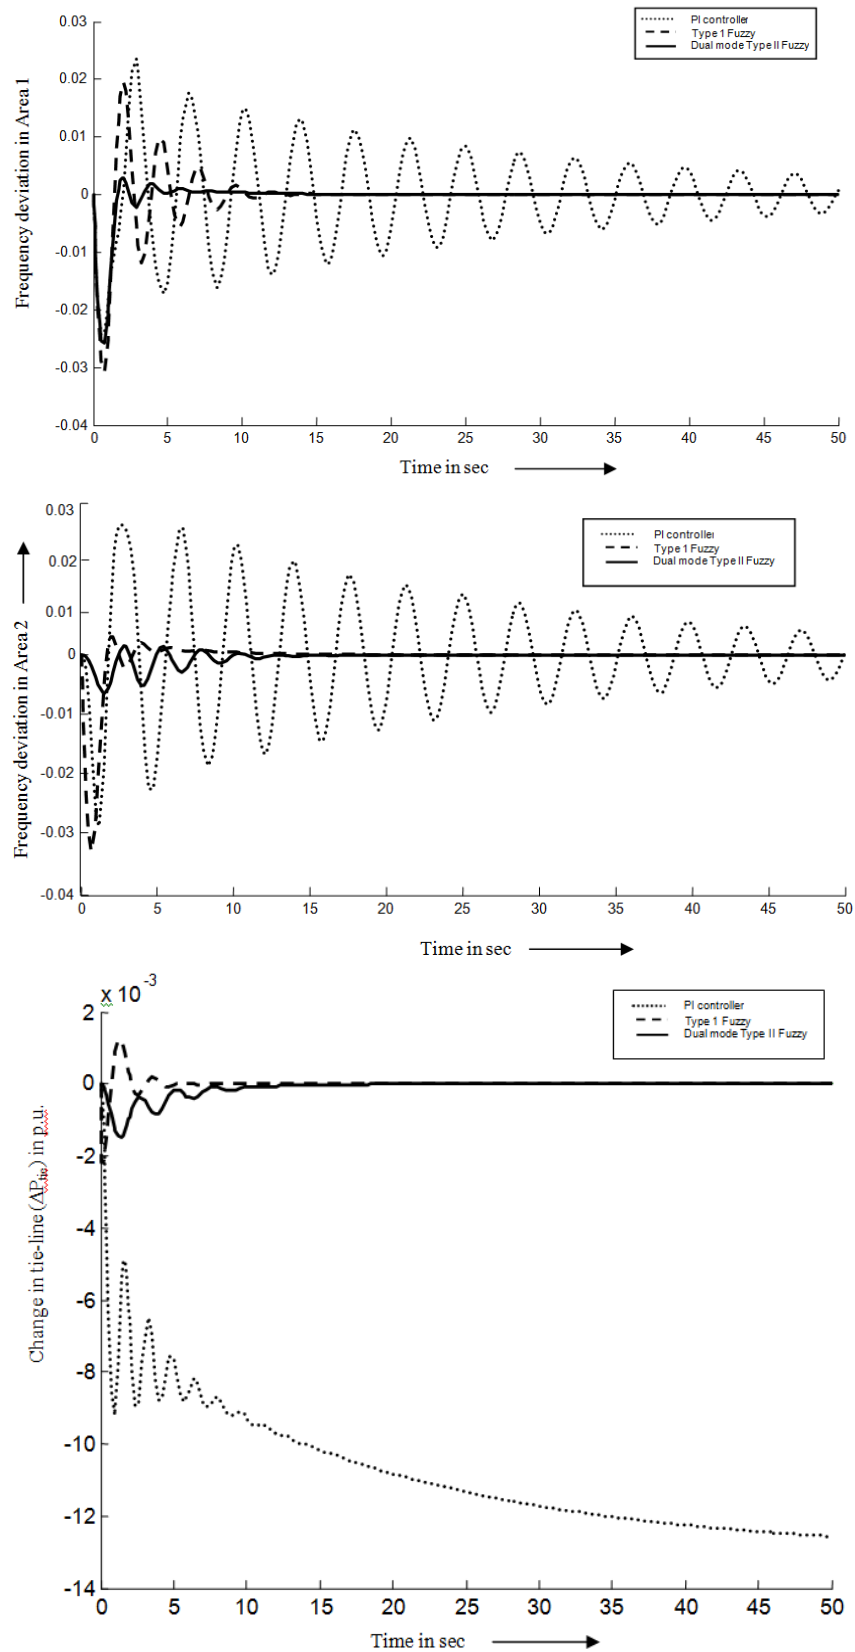 0.03
0.02
0.01
0
-0.01
-0.02
-0.03
-0.04
Frequency deviation in Area 1
PI controller
Type 1 Fuzzy
Dual mode Type II Fuzzy
0 5 10 15 20 25 30 35 40 45 50
Time in sec
0.03
0.02
0.01
0
-0.01
-0.02
-0.03
-0.04
Frequency deviation in Area 2
PI controller
Type 1 Fuzzy
Dual mode Type II Fuzzy
0 5 10 15 20 25 30 35 40 45 50
Time in sec
x 10⁻³
2
0
-2
-4
-6
-8
-10
-12
-14
Change in tie-line (ΔPtie) in p.u.
PI controller
Type 1 Fuzzy
Dual mode Type II Fuzzy
0 5 10 15 20 25 30 35 40 45 50
Time in sec